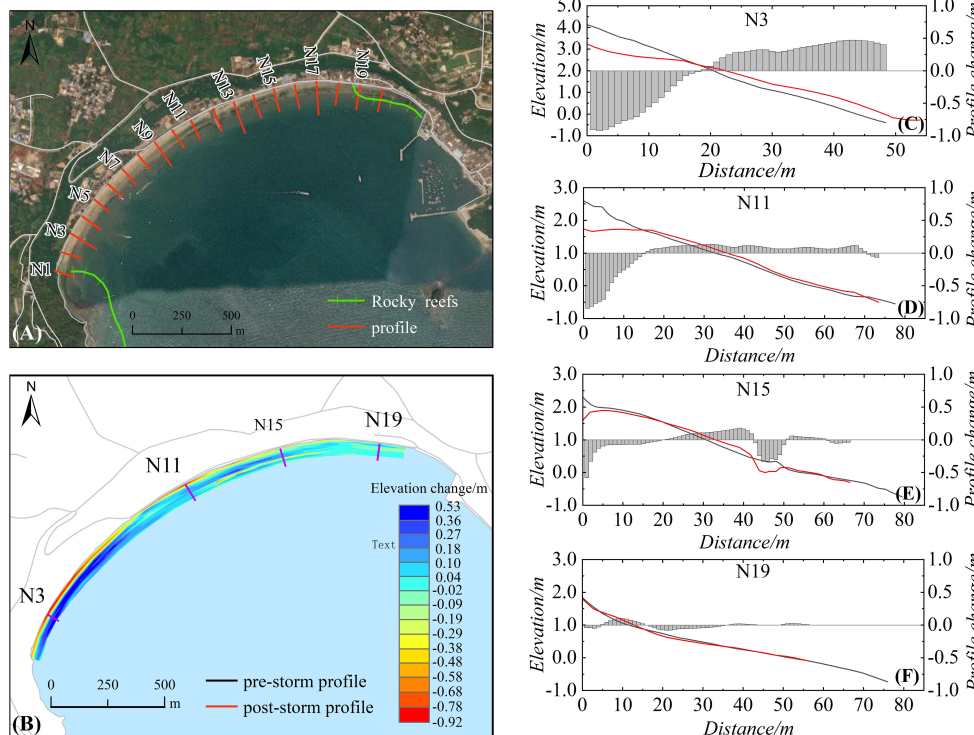 N
N1
N3
N5
N7
N9
N11
N13
N15
N17
N19
Rocky reefs
profile
0 250 500
m
(A)
N
N3
N11
N15
N19
Elevation change/m
Text
0.53
0.36
0.27
0.18
0.10
0.04
-0.02
-0.09
-0.19
-0.29
-0.38
-0.48
-0.58
-0.68
-0.78
-0.92
0 250 500
m
pre-storm profile
post-storm profile
(B)
N3
Elevation/m
5.0
4.0
3.0
2.0
1.0
0.0
-1.0
1.0
0.5
0.0
-0.5
-1.0
Profile change/m
0 10 20 30 40 50
Distance/m
(C)
N11
Elevation/m
3.0
2.0
1.0
0.0
-1.0
1.0
0.5
0.0
-0.5
-1.0
Profile change/m
0 10 20 30 40 50 60 70 80
Distance/m
(D)
N15
Elevation/m
3.0
2.0
1.0
0.0
-1.0
1.0
0.5
0.0
-0.5
-1.0
Profile change/m
0 10 20 30 40 50 60 70 80
Distance/m
(E)
N19
Elevation/m
3.0
2.0
1.0
0.0
-1.0
1.0
0.5
0.0
-0.5
-1.0
Profile change/m
0 10 20 30 40 50 60 70 80
Distance/m
(F)